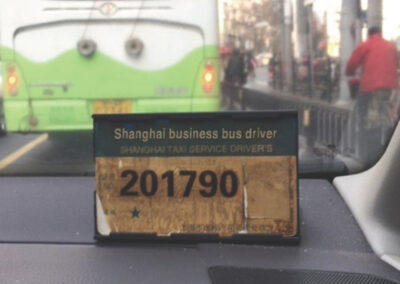 Shanghai business bus driver
SHANGHAI TAXI SERVICE DRIVER'S
201790